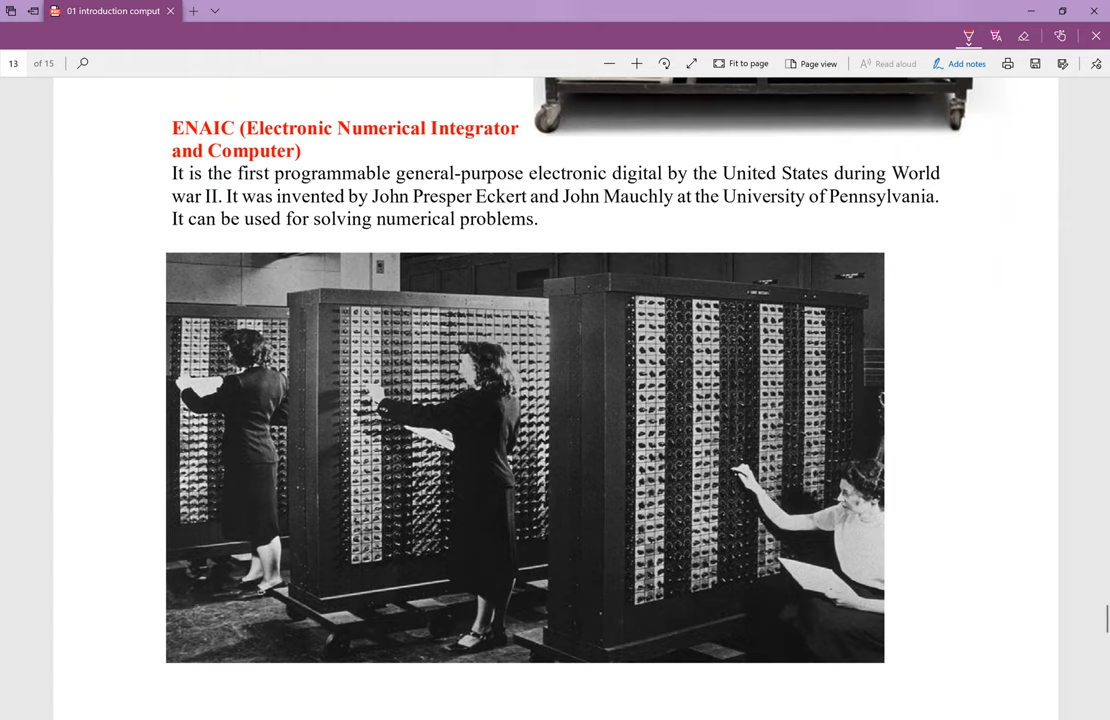 01 introduction comput
13 of 15
Fit to page
Page view
Read aloud
Add notes
ENAIC (Electronic Numerical Integrator
and Computer)
It is the first programmable general-purpose electronic digital by the United States during World
war II. It was invented by John Presper Eckert and John Mauchly at the University of Pennsylvania.
It can be used for solving numerical problems.